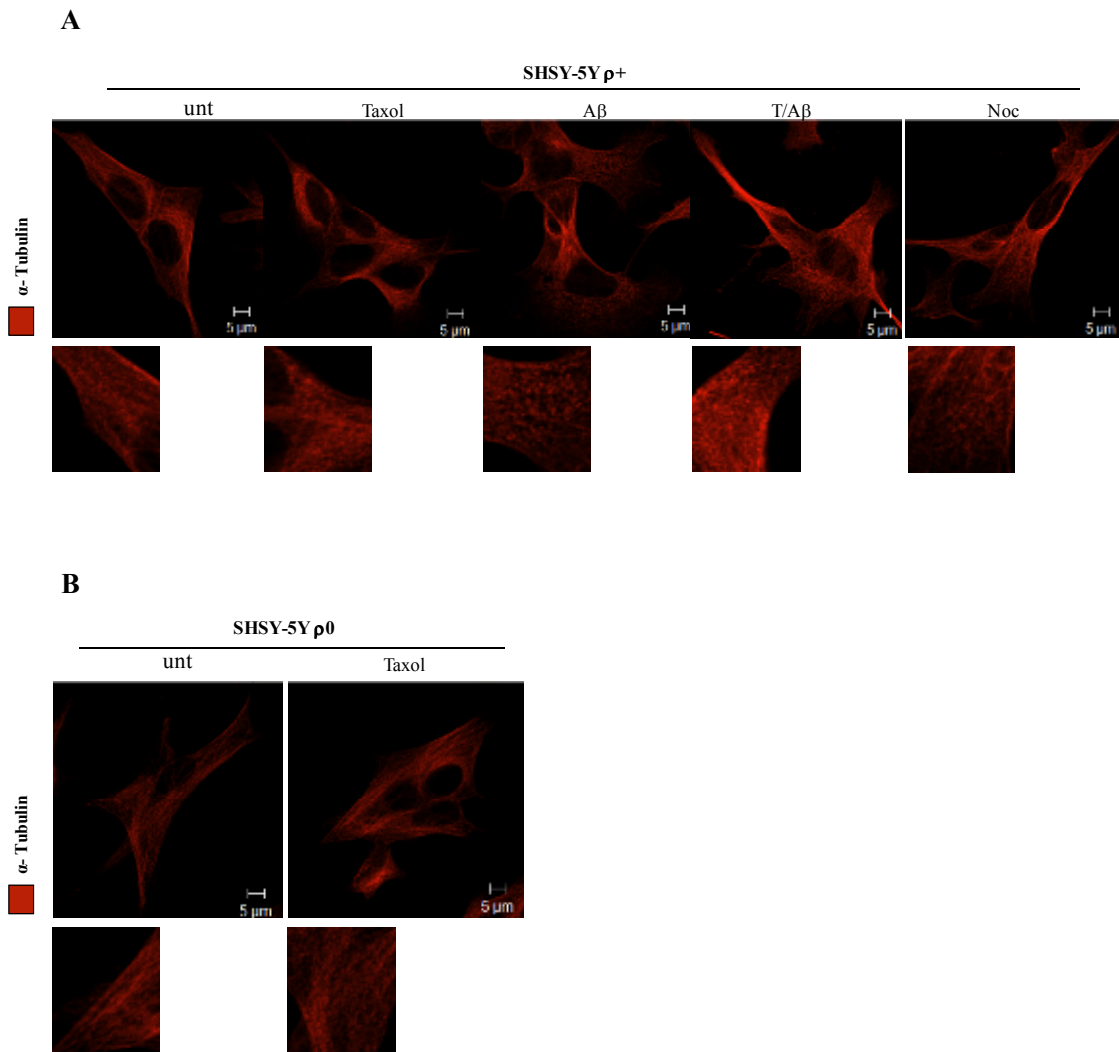 A
SHSY-5Y ρ+
unt Taxol Aβ T/Aβ Noc
α- Tubulin
5 µm 5 µm 5 µm 5 µm 5 µm
B
SHSY-5Y ρ0
unt Taxol
α- Tubulin
5 µm 5 µm